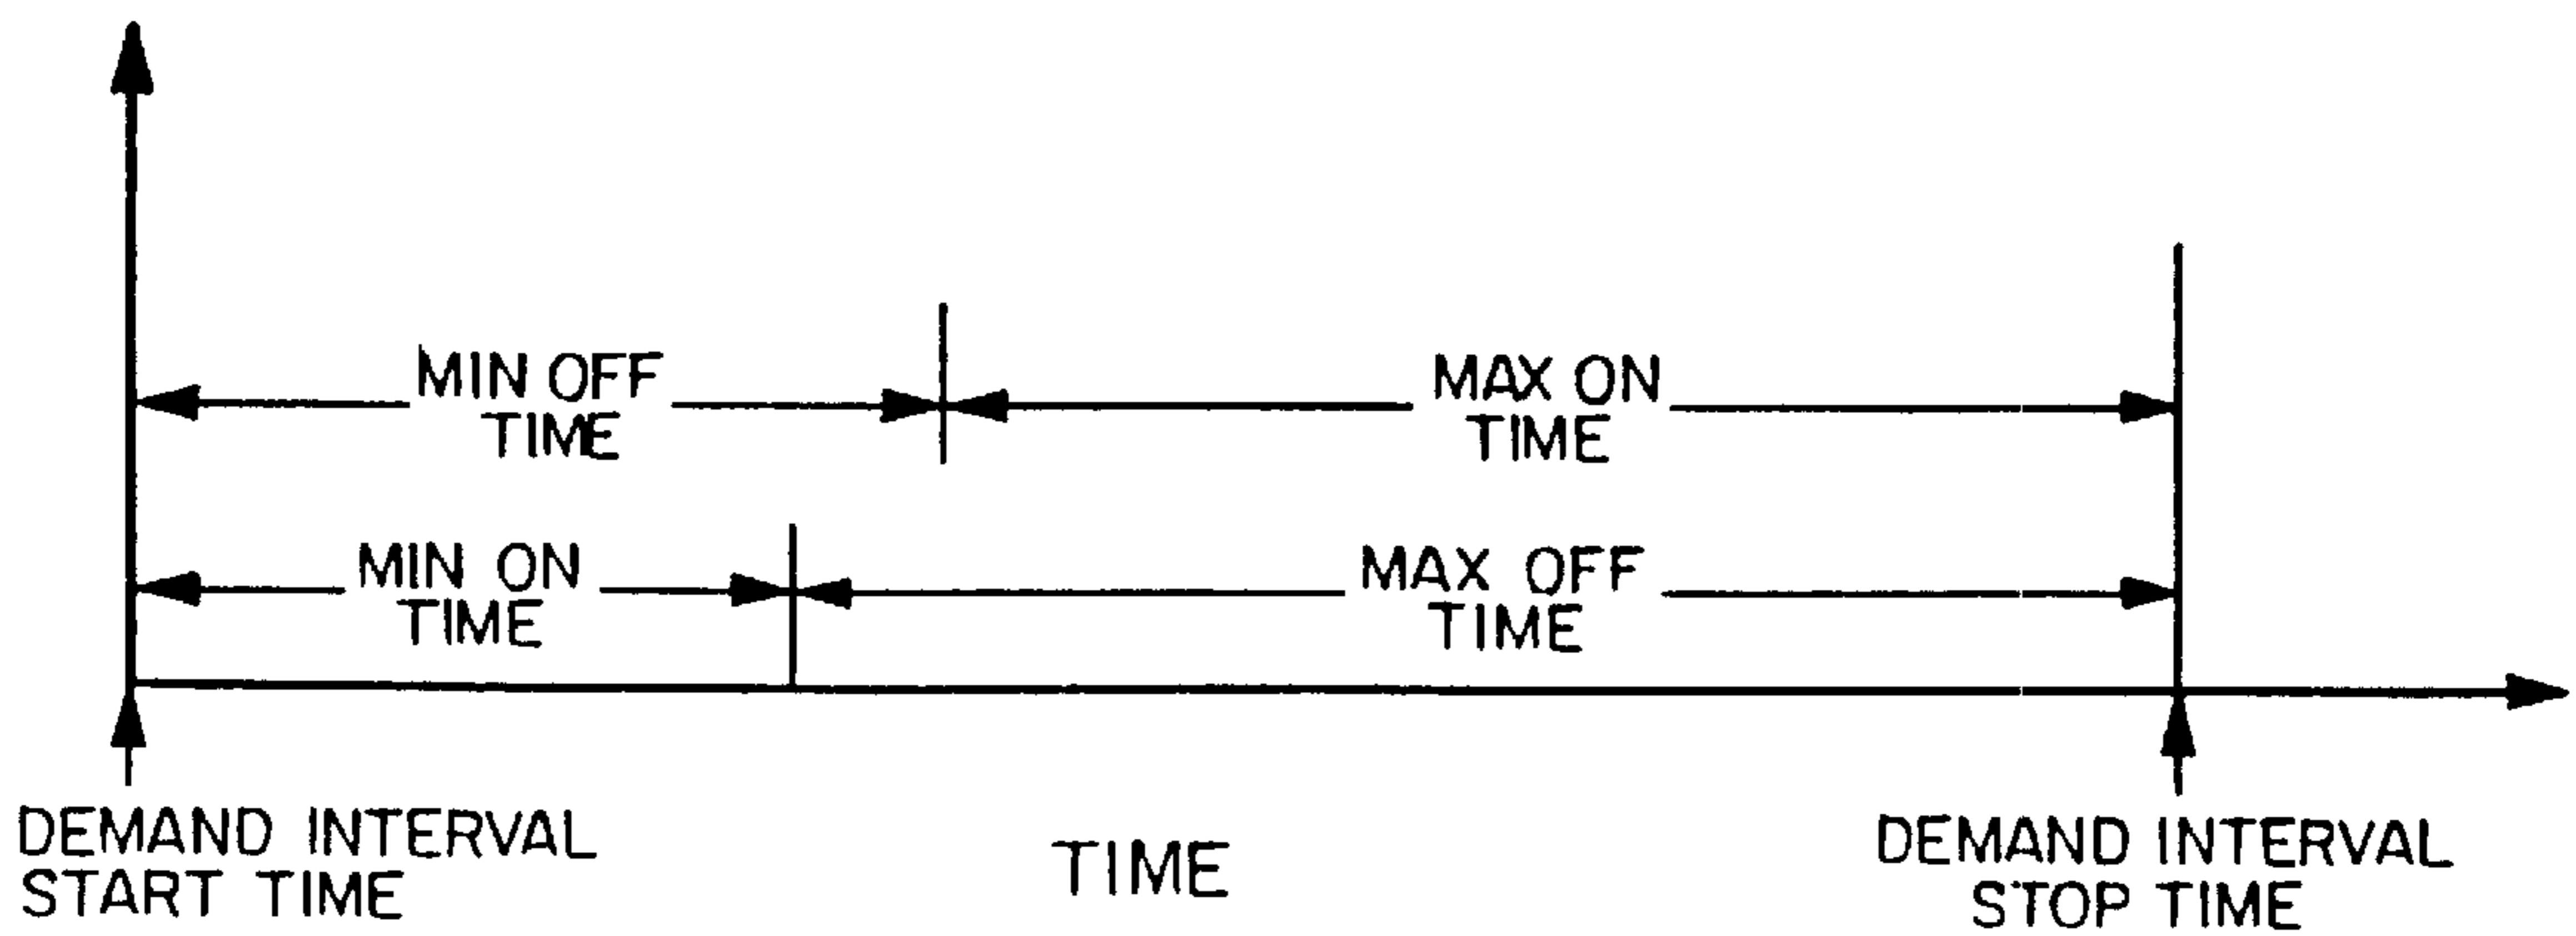 MIN OFF
TIME
MAX ON
TIME
MIN ON
TIME
MAX OFF
TIME
DEMAND INTERVAL
START TIME
TIME
DEMAND INTERVAL
STOP TIME